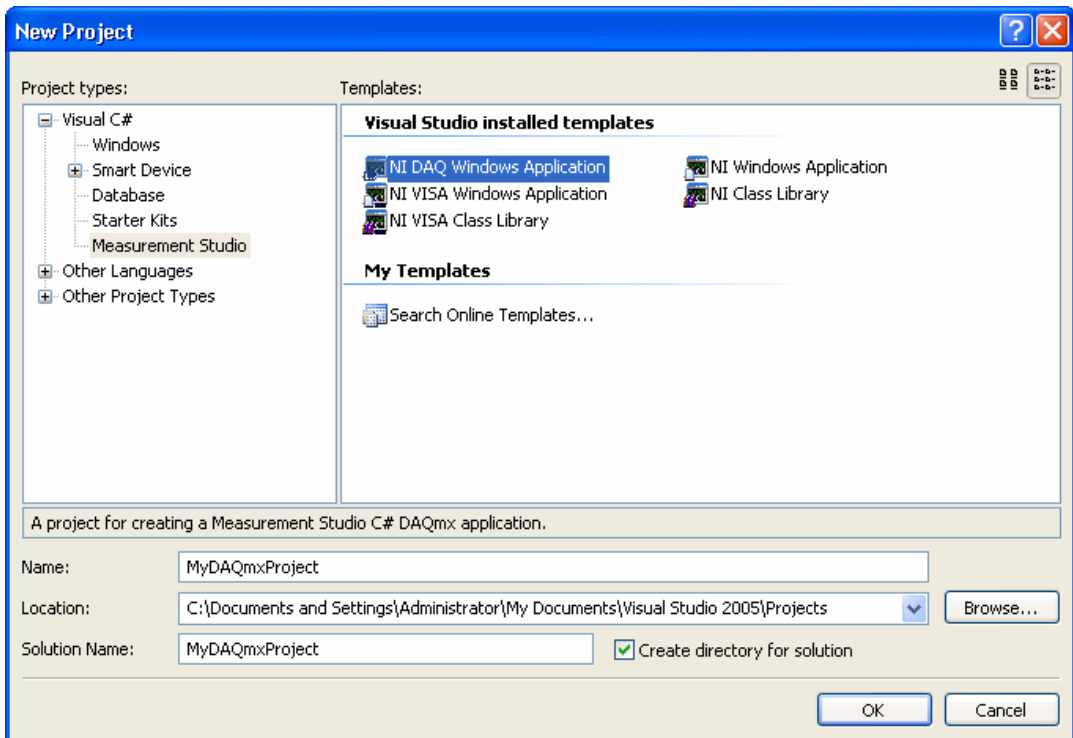 New Project
Project types:
Templates:
Visual C#
Windows
Smart Device
Database
Starter Kits
Measurement Studio
Other Languages
Other Project Types
Visual Studio installed templates
NI DAQ Windows Application
NI Windows Application
NI VISA Windows Application
NI Class Library
NI VISA Class Library
My Templates
Search Online Templates...
A project for creating a Measurement Studio C# DAQmx application.
Name:
MyDAQmxProject
Location:
C:\Documents and Settings\Administrator\My Documents\Visual Studio 2005\Projects
Browse...
Solution Name:
MyDAQmxProject
Create directory for solution
OK
Cancel